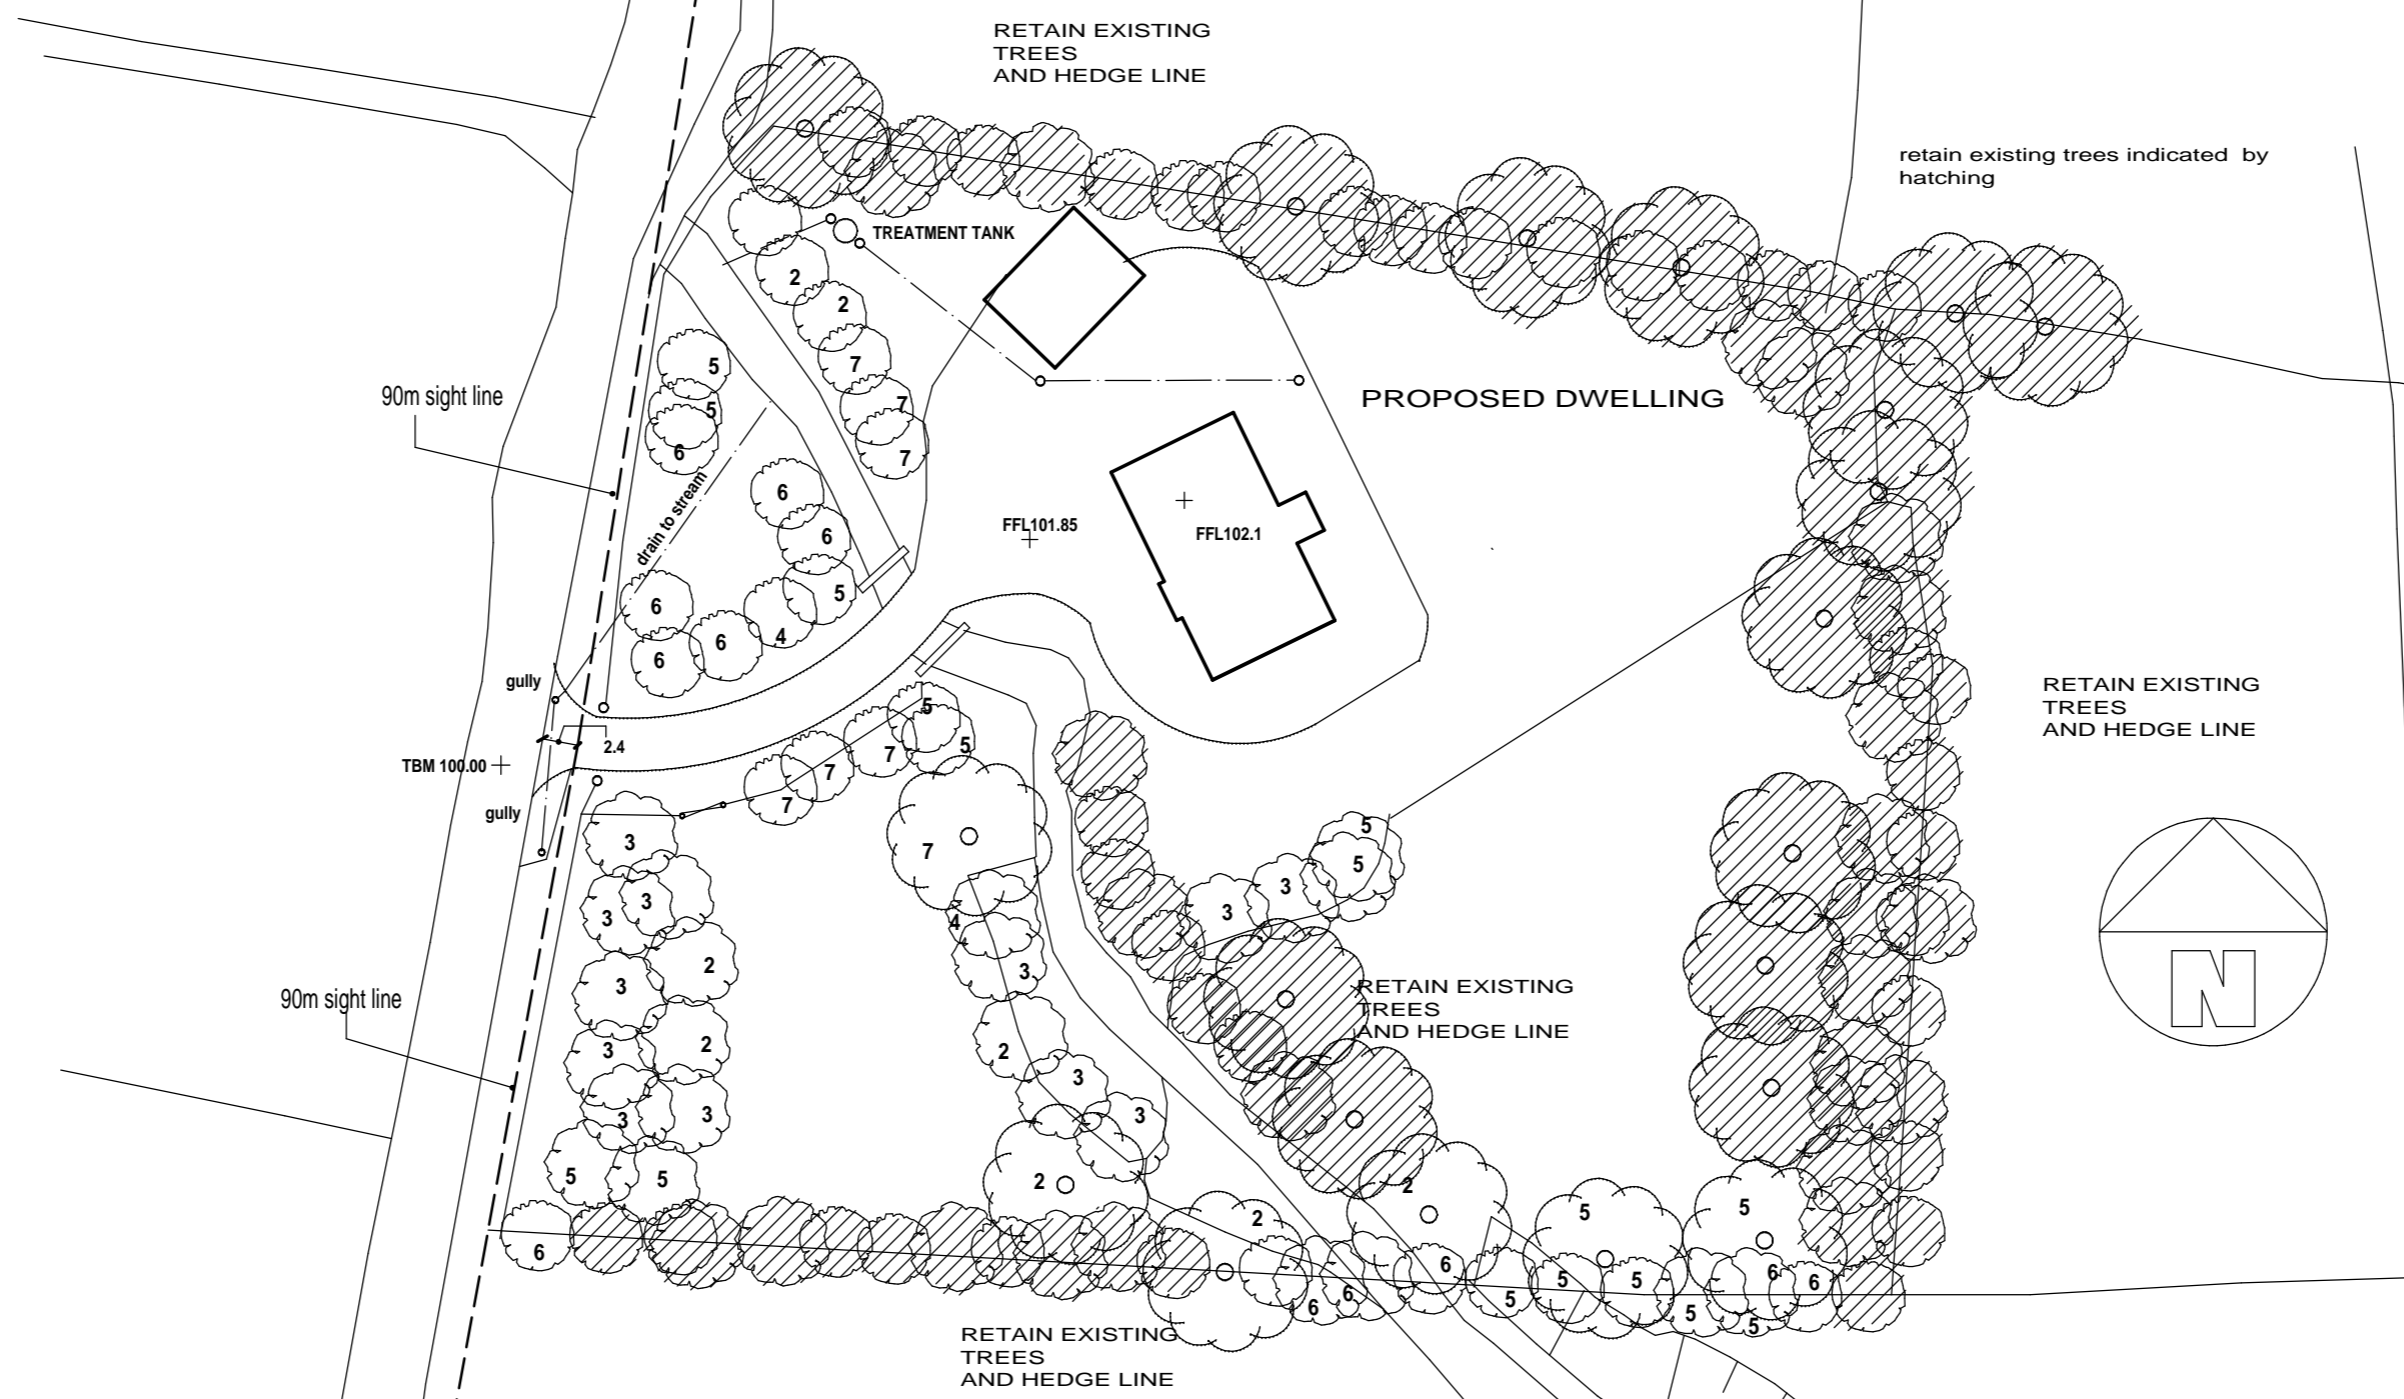 RETAIN EXISTING
TREES
AND HEDGE LINE
retain existing trees indicated by
hatching
TREATMENT TANK
2
2
5
7
90m sight line
PROPOSED DWELLING
7
5
6
7
6
drain to stream
FFL101.85
FFL102.1
6
5
6
4
6
6
gully
RETAIN EXISTING
TREES
AND HEDGE LINE
5
2.4
5
7
TBM 100.00
7
7
gully
5
3
7
5
3
3
3
3
4
2
3
3
90m sight line
RETAIN EXISTING
TREES
AND HEDGE LINE
N
2
3
2
3
3
3
3
5
5
2
2
5
5
2
6
6
5
5
6
6
6
6
5
5
5
RETAIN EXISTING
TREES
AND HEDGE LINE